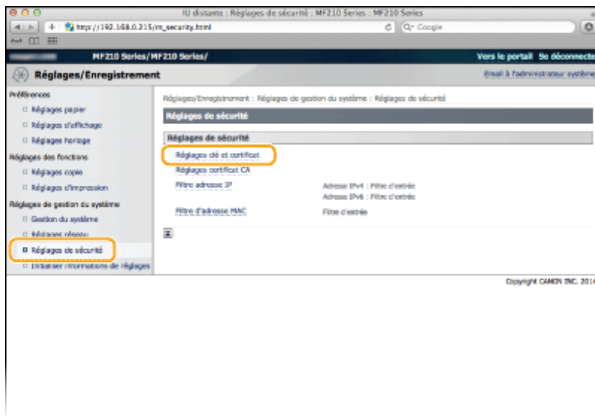 IU distante : Réglages de sécurité : MF210 Series : MF210 Series
http://192.168.0.215/m_security.html
Google
MF210 Series/MF210 Series/
Vers le portail Se déconnecte
Réglages/Enregistrement
Email à l'administrateur système
Préférences
Réglages papier
Réglages d'affichage
Réglages horloge
Réglages des fonctions
Réglages copie
Réglages d'impression
Réglages de gestion du système
Gestion du système
Réglages réseau
Réglages de sécurité
Initialiser informations de réglages
Réglages/Enregistrement : Réglages de gestion du système : Réglages de sécurité
Réglages de sécurité
Réglages de sécurité
Réglages clé et certificat
Réglages certificat CA
Filtre adresse IP
Adresse IPv4 : Filtre d'entrée
Adresse IPv6 : Filtre d'entrée
Filtre d'adresse MAC
Filtre d'entrée
Copyright CANON INC. 2014